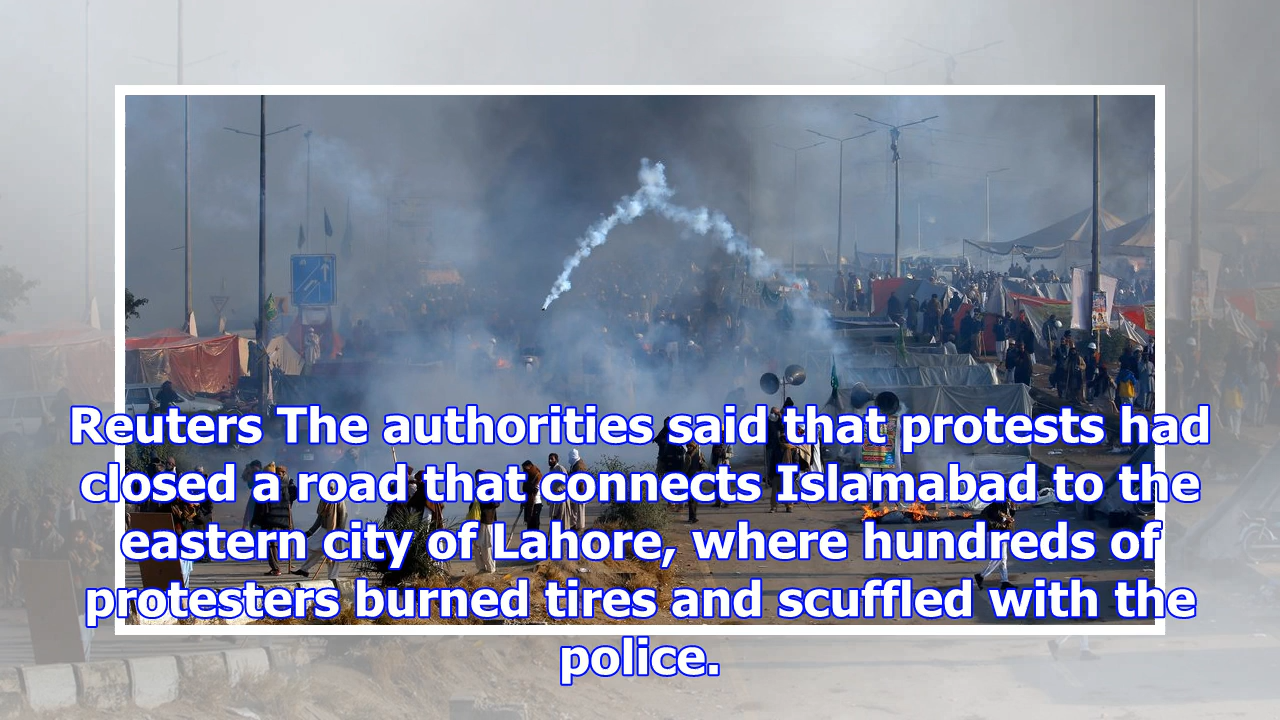 Reuters The authorities said that protests had
closed a road that connects Islamabad to the
eastern city of Lahore, where hundreds of
protesters burned tires and scuffled with the
police.